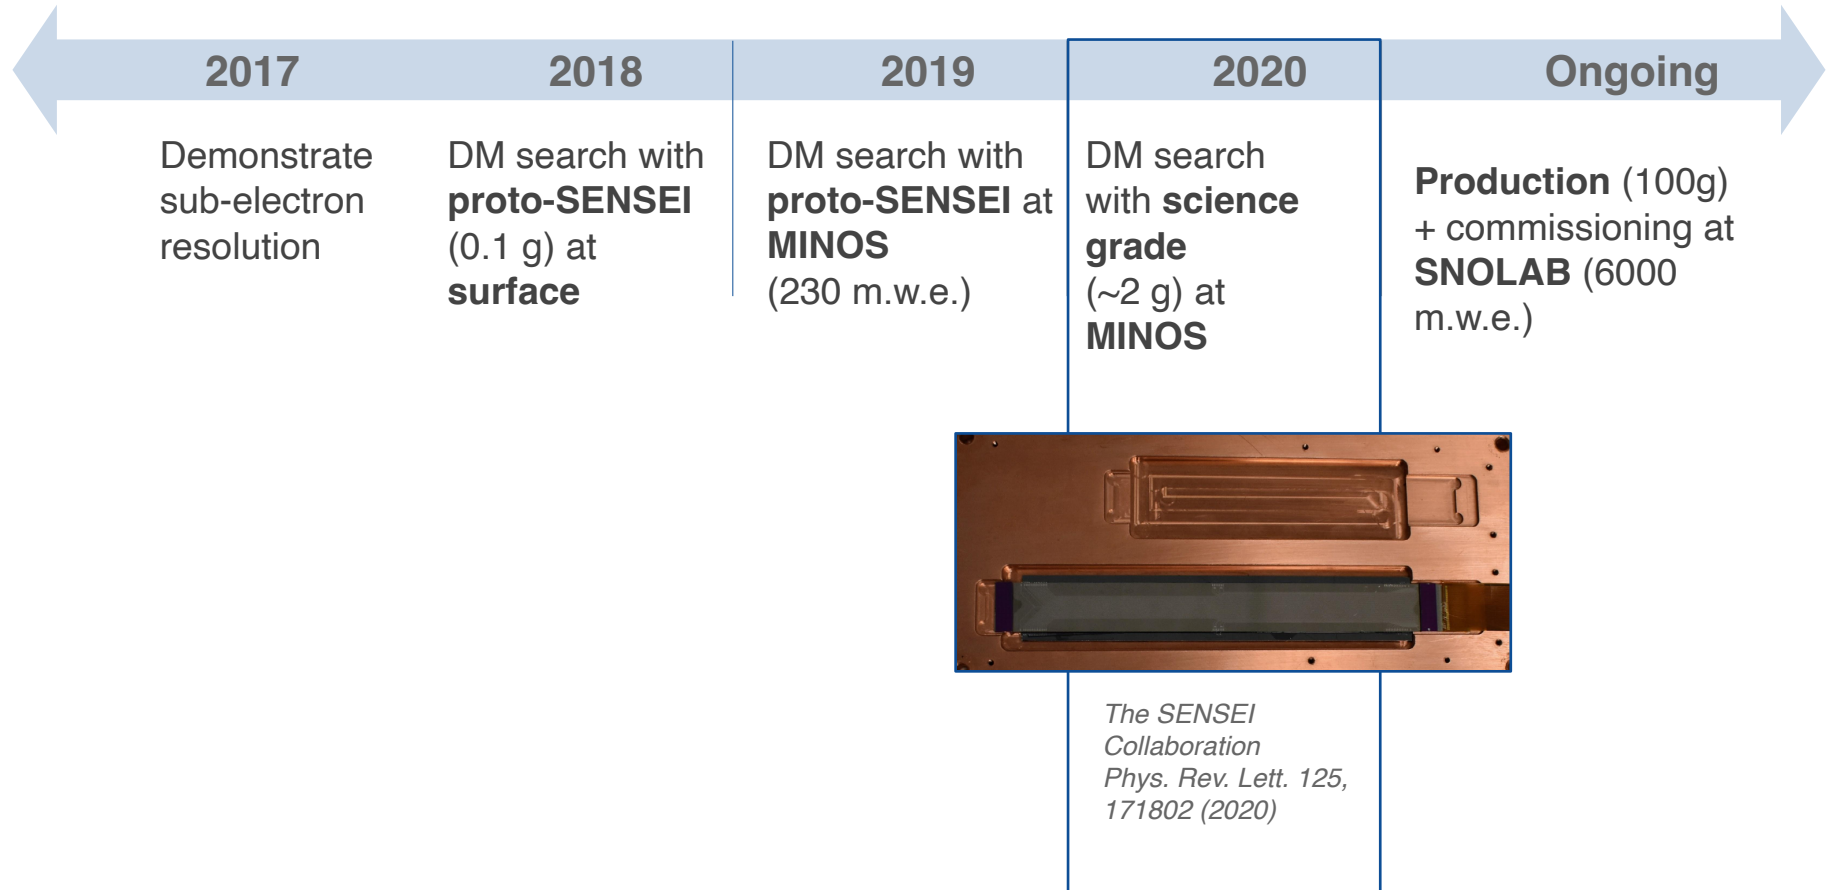 2017
2018
2019
2020
Ongoing
Demonstrate
sub-electron
resolution
DM search with
proto-SENSEI
(0.1 g) at
surface
DM search with
proto-SENSEI at
MINOS
(230 m.w.e.)
DM search
with science
grade
(~2 g) at
MINOS
Production (100g)
+ commissioning at
SNOLAB (6000
m.w.e.)
The SENSEI
Collaboration
Phys. Rev. Lett. 125,
171802 (2020)